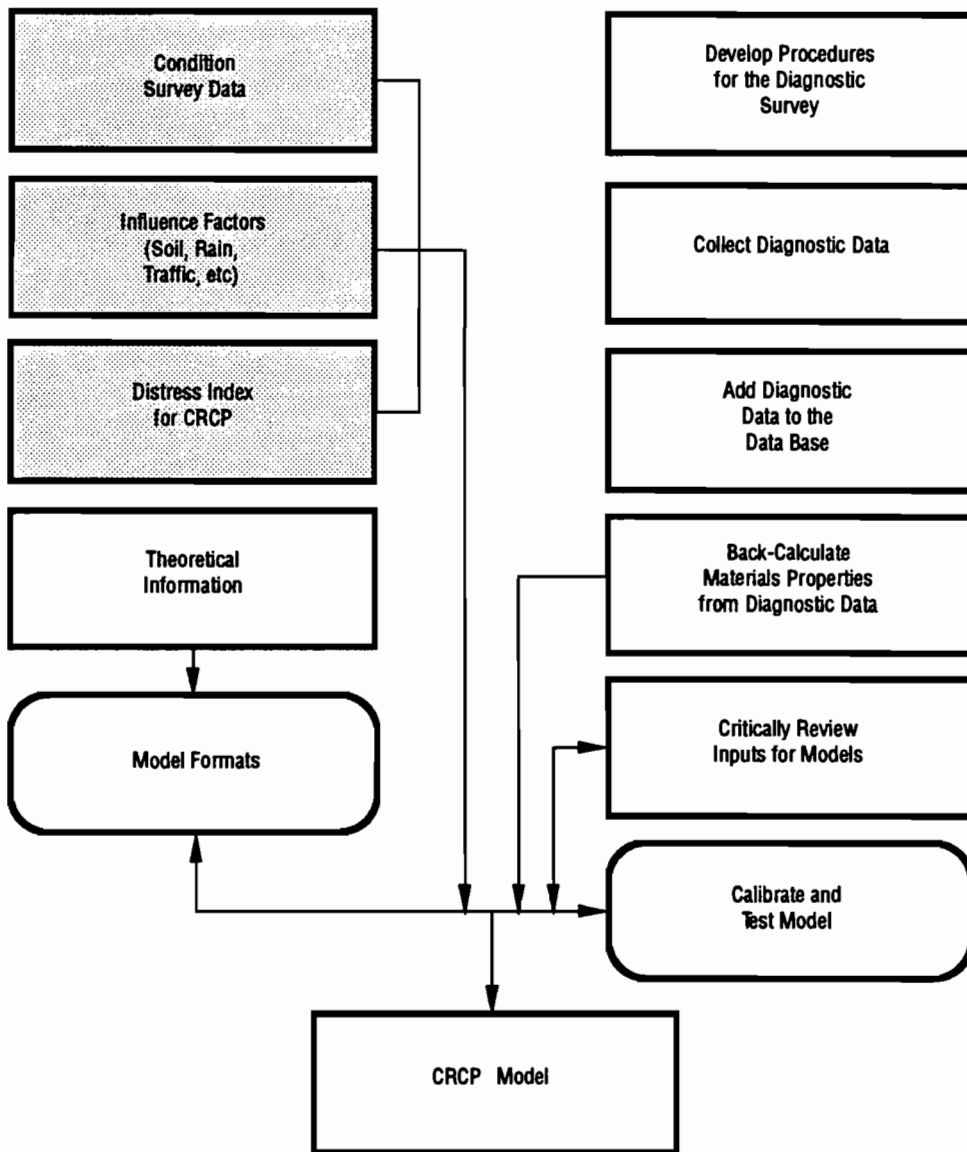 Condition
Survey Data
Influence Factors
(Soil, Rain,
Traffic, etc)
Distress Index
for CRCP
Theoretical
Information
Model Formats
Develop Procedures
for the Diagnostic
Survey
Collect Diagnostic Data
Add Diagnostic
Data to the
Data Base
Back-Calculate
Materials Properties
from Diagnostic Data
Critically Review
Inputs for Models
Calibrate and
Test Model
CRCP Model